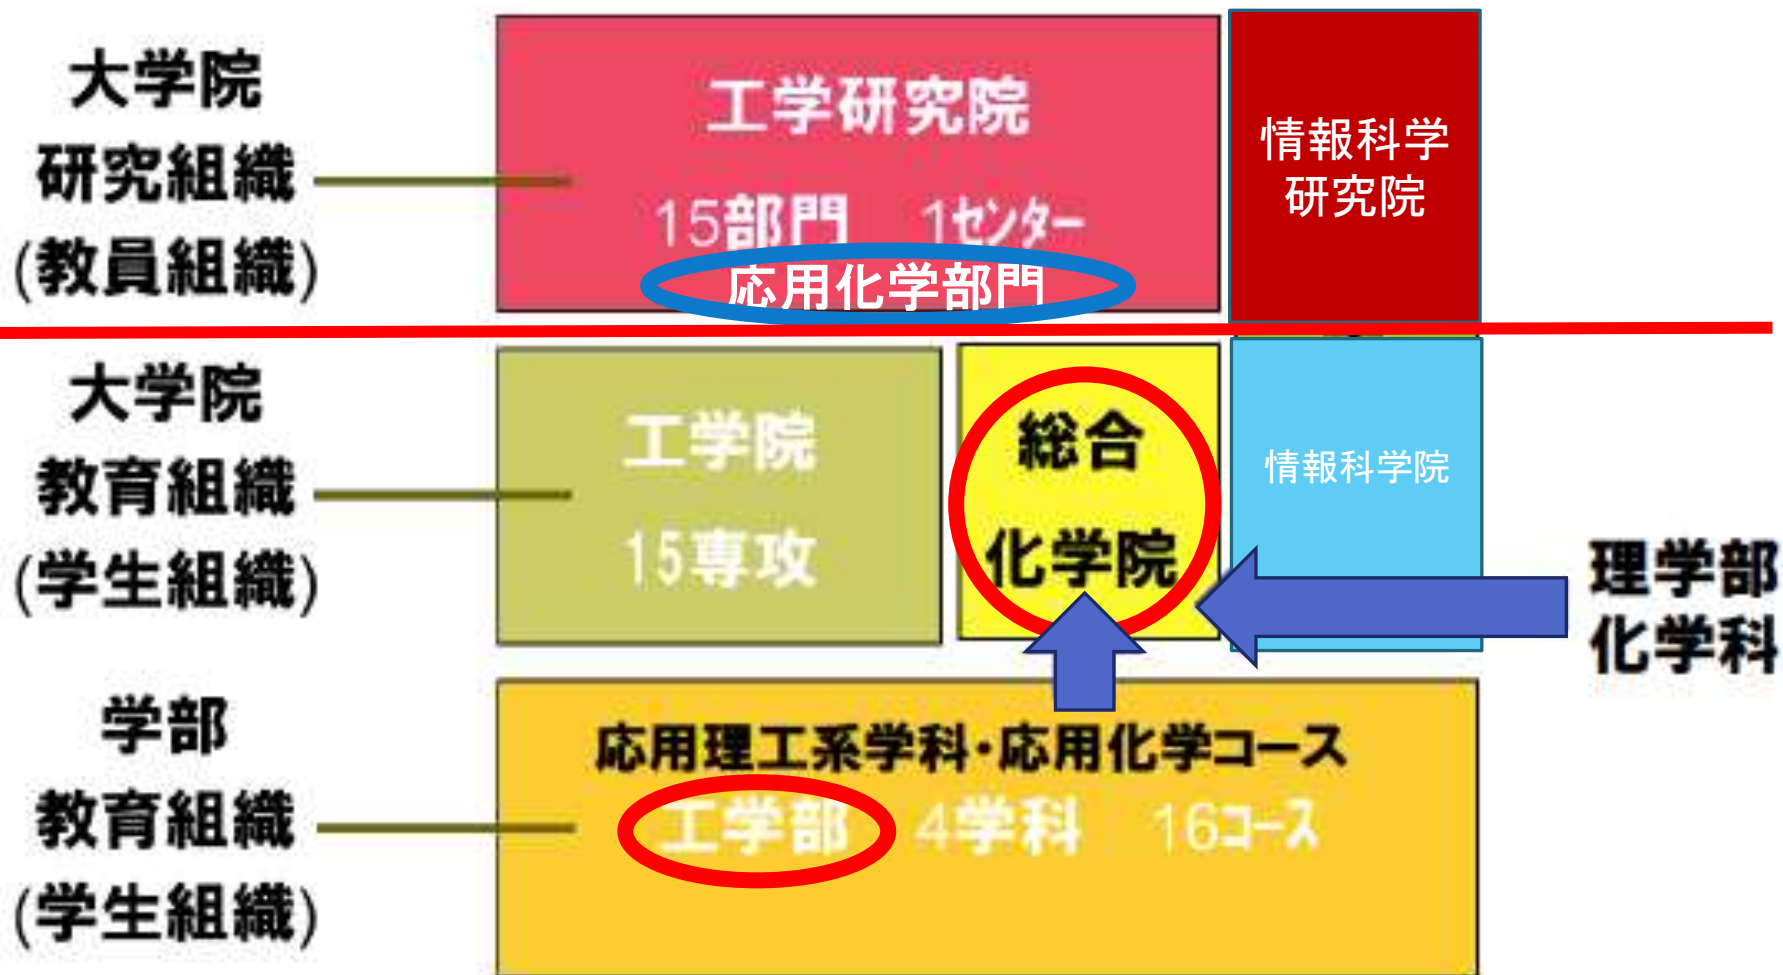 大学院
研究組織
(教員組織)
工学研究院
15部門 1センター
応用化学部門
情報科学
研究院
大学院
教育組織
(学生組織)
工学院
15専攻
総合
化学院
情報科学院
理学部
化学科
学部
教育組織
(学生組織)
応用理工系学科・応用化学コース
工学部 4学科 16コース